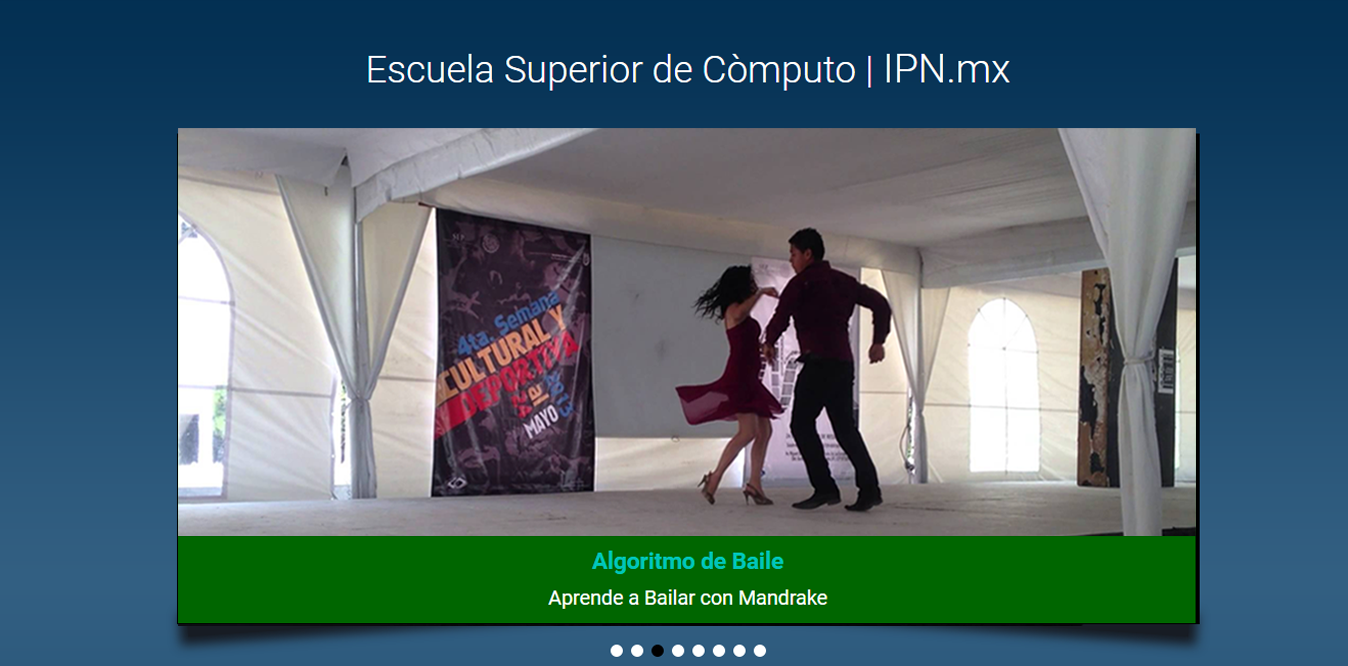 Escuela Superior de Còmputo | IPN.mx
SEP
4ta. Semana
CULTURAL Y
DEPORTIVA
MAYO
2013
Algoritmo de Baile
Aprende a Bailar con Mandrake